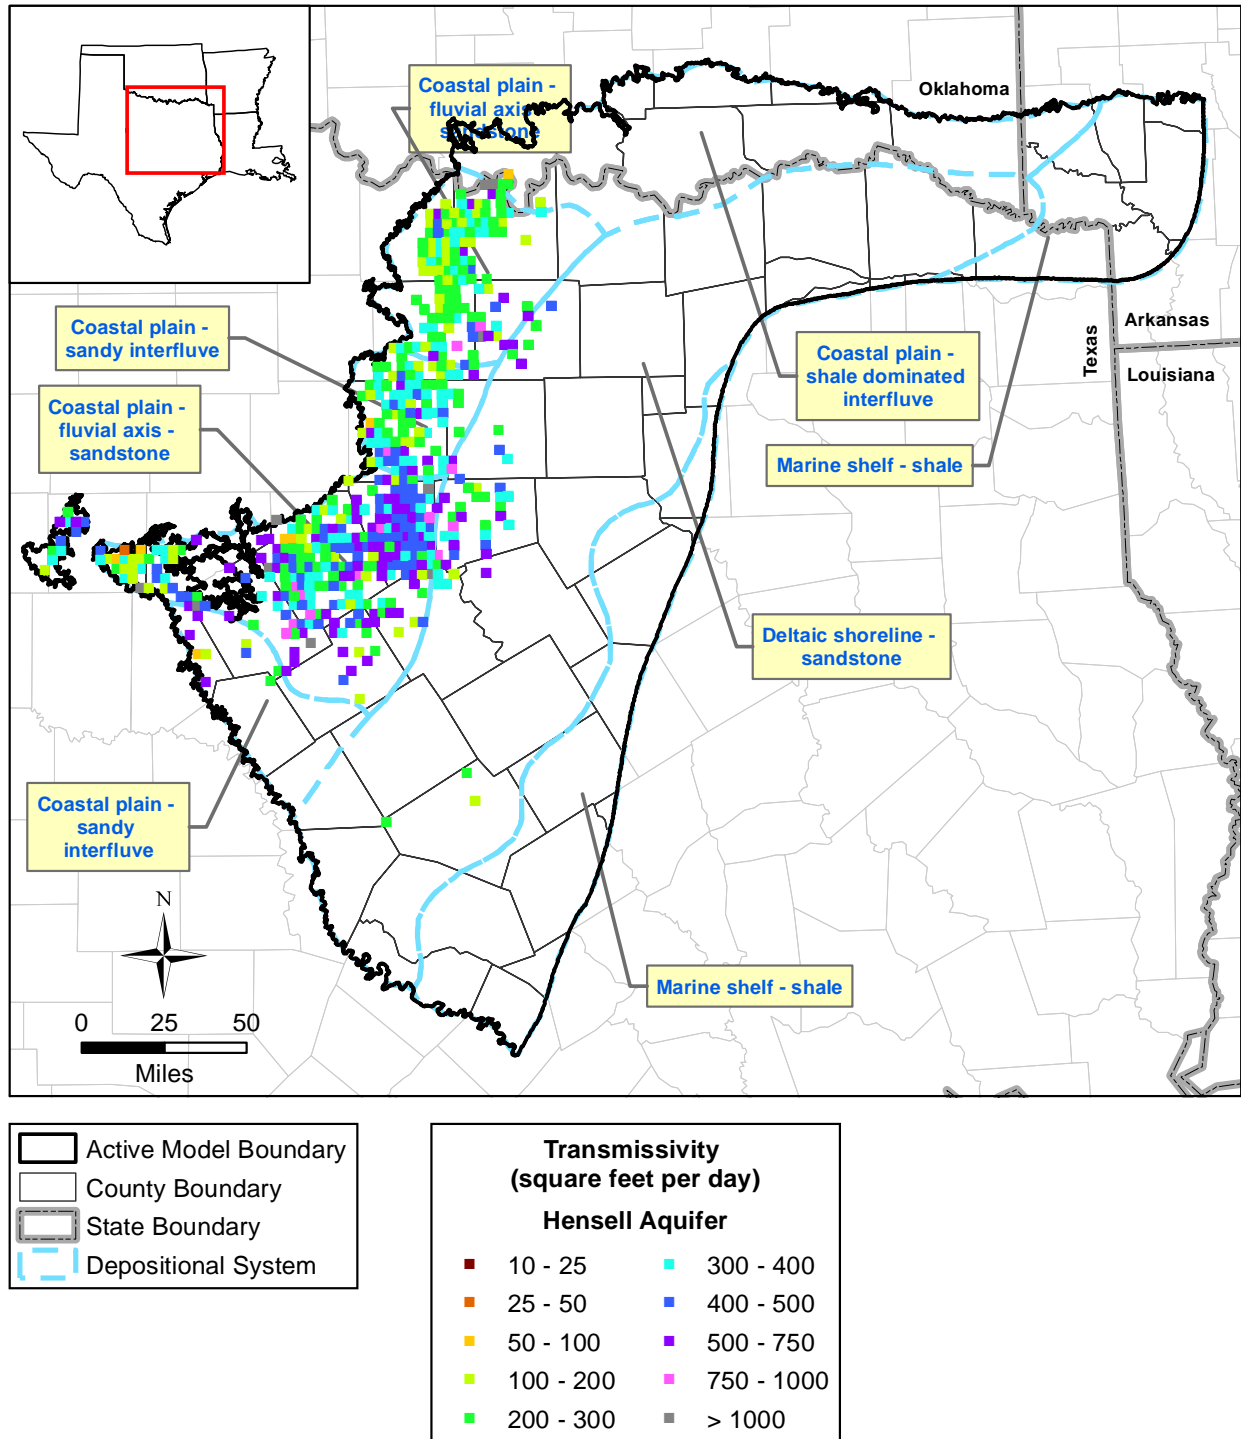 Coastal plain -
fluvial axis -
sandstone
Oklahoma
Coastal plain -
sandy interfluve
Coastal plain -
fluvial axis -
sandstone
Coastal plain -
shale dominated
interfluve
Texas
Arkansas
Louisiana
Marine shelf - shale
Deltaic shoreline -
sandstone
Coastal plain -
sandy
interfluve
Marine shelf - shale
N
0 25 50
Miles
Active Model Boundary
County Boundary
State Boundary
Depositional System
Transmissivity
(square feet per day)
Hensell Aquifer
10 - 25
25 - 50
50 - 100
100 - 200
200 - 300
300 - 400
400 - 500
500 - 750
750 - 1000
> 1000